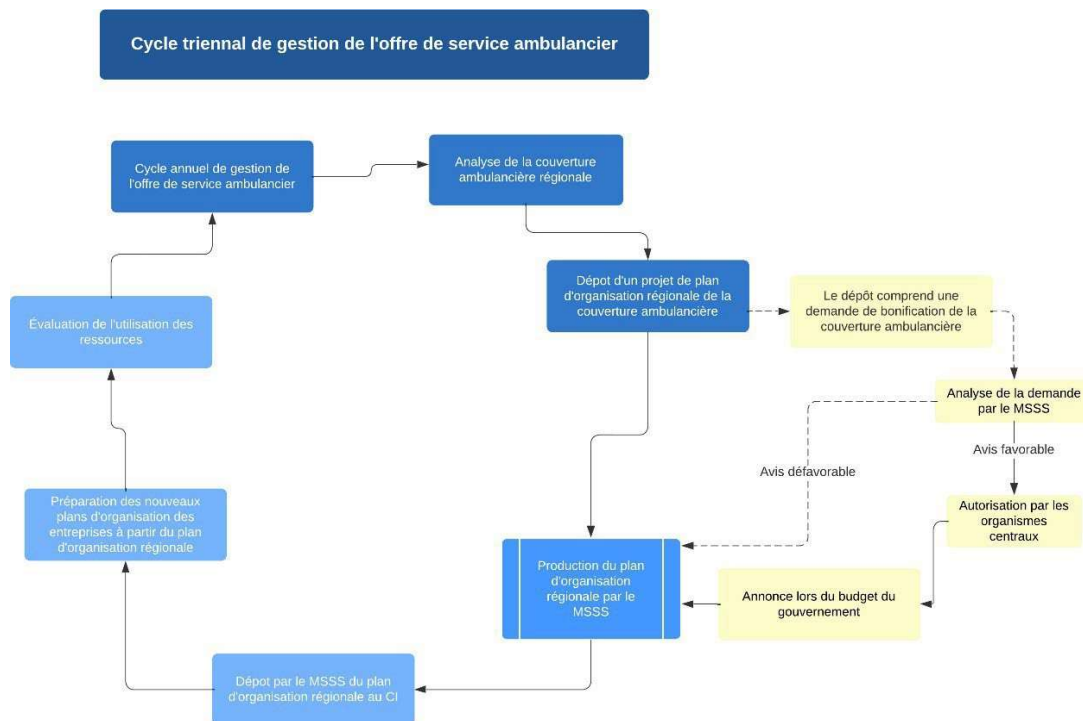 Cycle triennal de gestion de l'offre de service ambulancier
Cycle annuel de gestion de
l'offre de service ambulancier
Analyse de la couverture
ambulancière régionale
Dépot d'un projet de plan
d'organisation régionale de la
couverture ambulancière
Le dépôt comprend une
demande de bonification de la
couverture ambulancière
Évaluation de l'utilisation des
ressources
Analyse de la demande
par le MSSS
Avis favorable
Avis défavorable
Préparation des nouveaux
plans d'organisation des
entreprises à partir du plan
d'organisation régionale
Autorisation par les
organismes
centraux
Production du plan
d'organisation
régionale par le
MSSS
Annonce lors du budget du
gouvernement
Dépot par le MSSS du plan
d'organisation régionale au CI